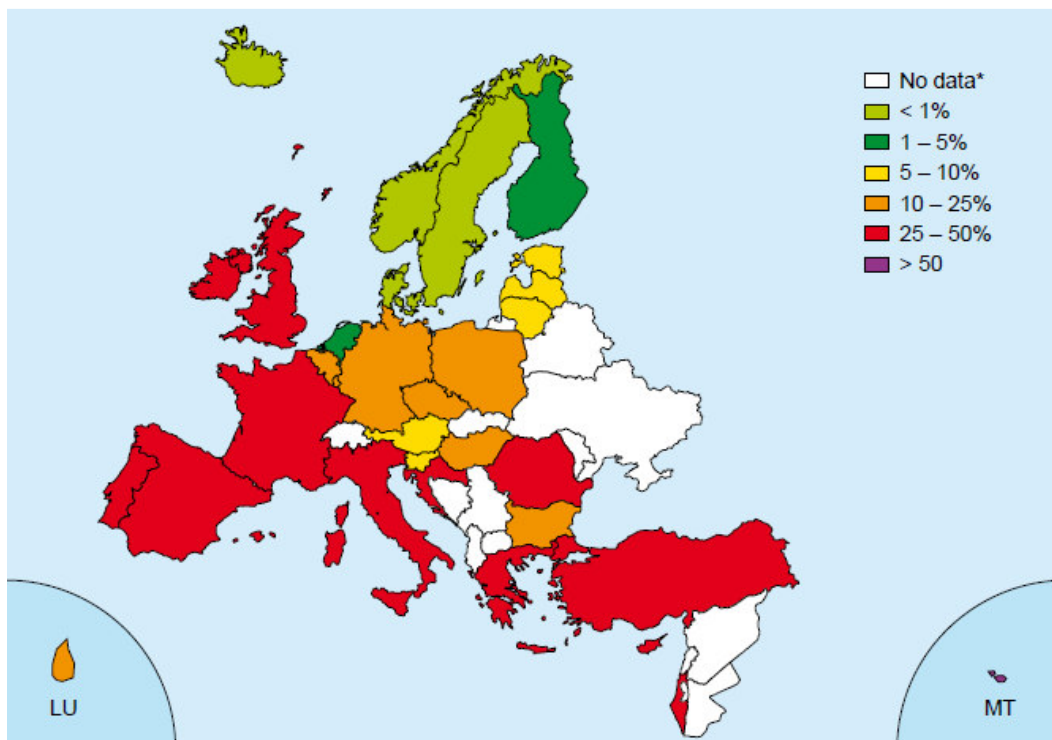 No data*
< 1%
1 – 5%
5 – 10%
10 – 25%
25 – 50%
> 50
LU
MT